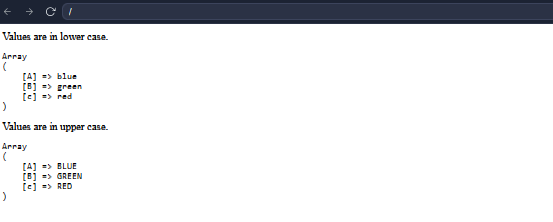 /
Values are in lower case.
Array
(
    [A] => blue
    [B] => green
    [c] => red
)
Values are in upper case.
Array
(
    [A] => BLUE
    [B] => GREEN
    [c] => RED
)